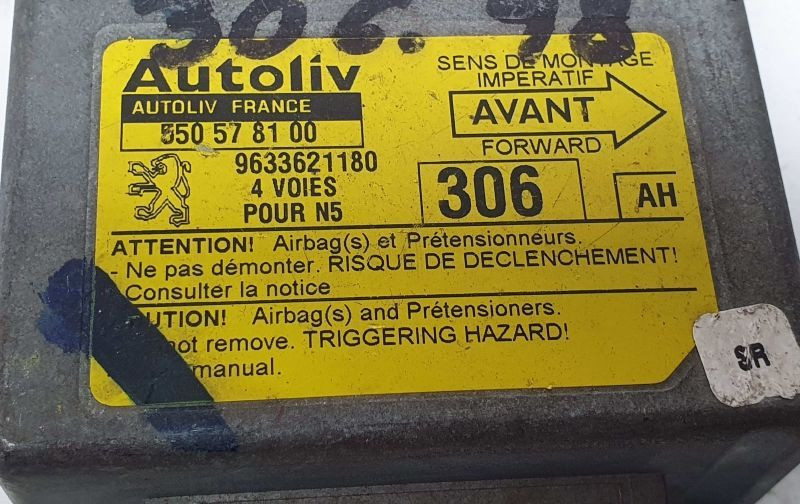 306. 98
Autoliv
AUTOLIV FRANCE
550 57 81 00
9633621180
4 VOIES
POUR N5
SENS DE MONTAGE
IMPERATIF
AVANT
FORWARD
306
AH
ATTENTION! Airbag(s) et Prétensionneurs.
- Ne pas démonter. RISQUE DE DECLENCHEMENT!
- Consulter la notice
UTION! Airbag(s) and Prétensioners.
not remove. TRIGGERING HAZARD!
manual.
SR